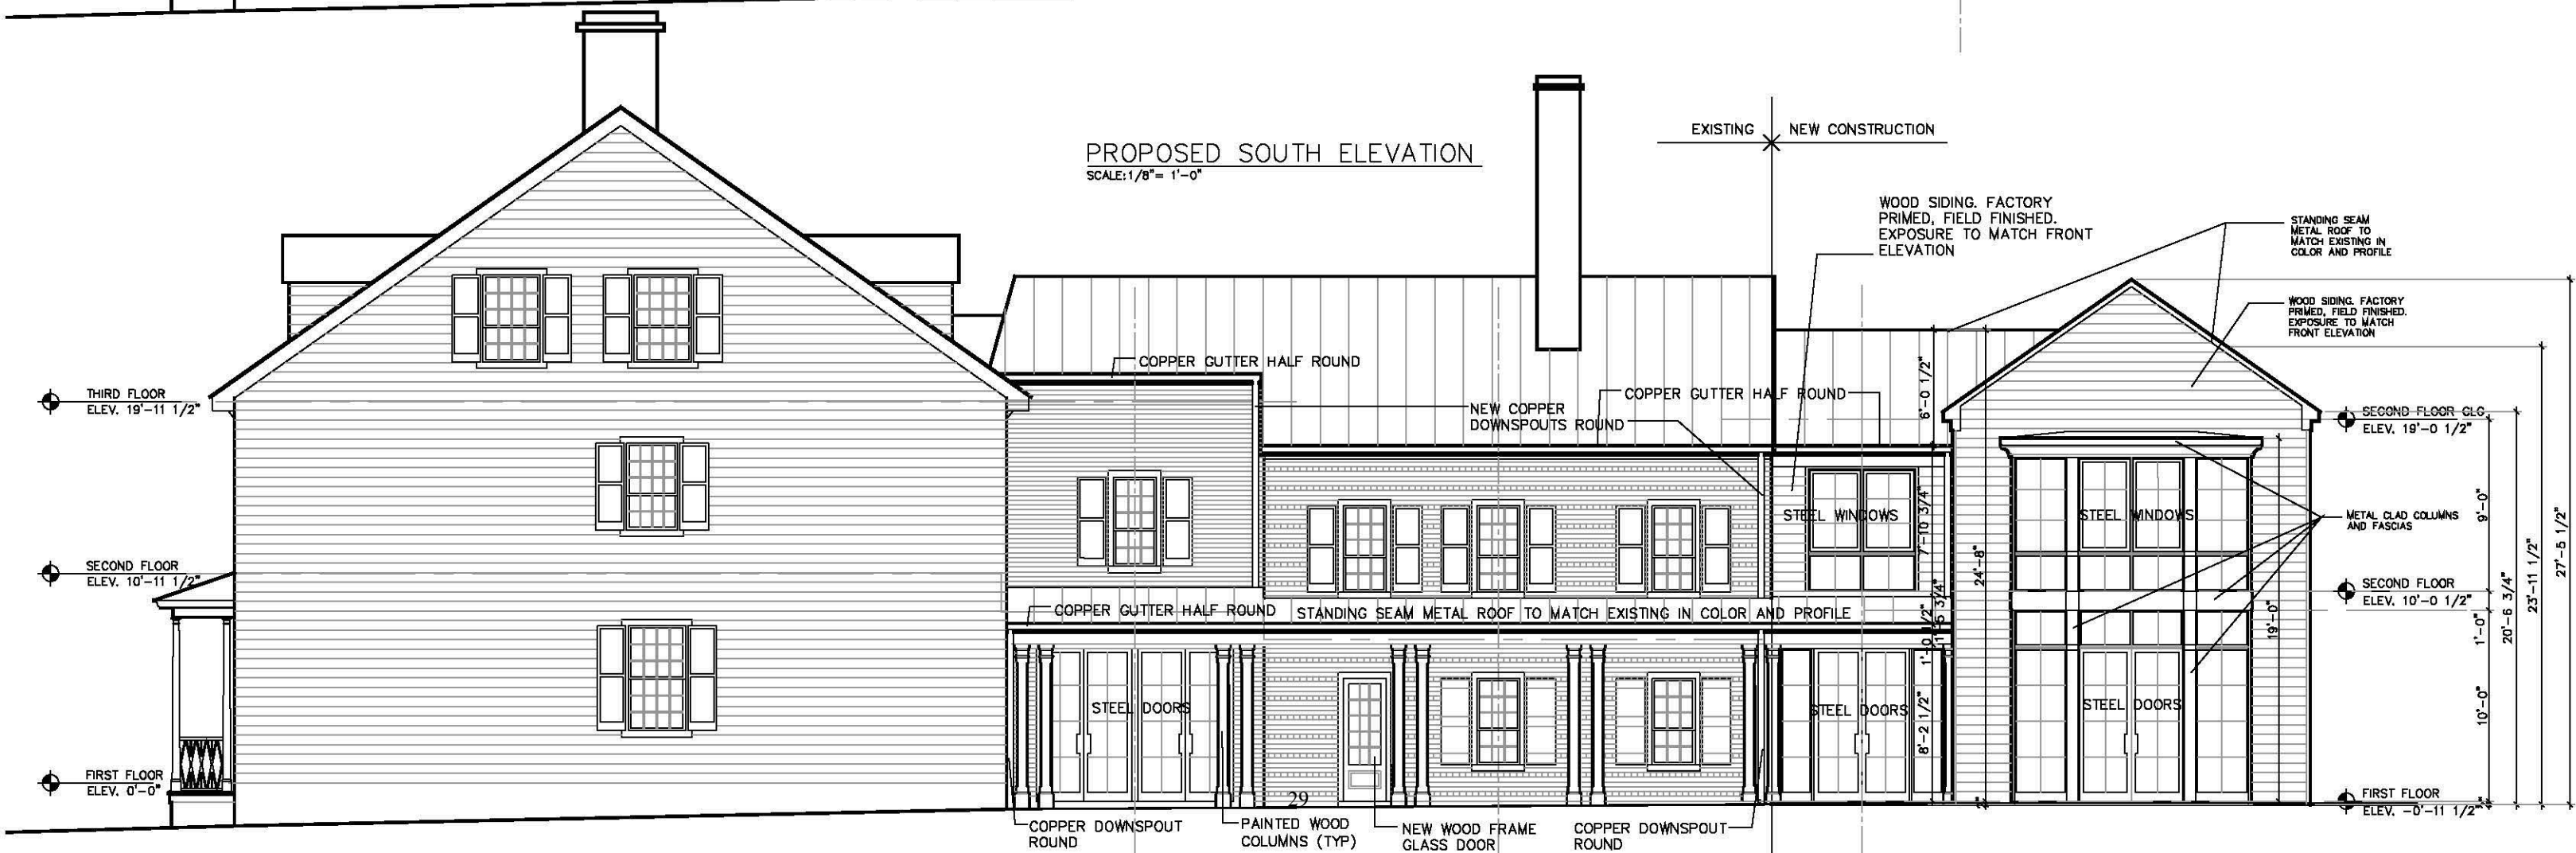 PROPOSED SOUTH ELEVATION
SCALE:1/8"= 1'-0"
EXISTING
NEW CONSTRUCTION
WOOD SIDING. FACTORY
PRIMED, FIELD FINISHED.
EXPOSURE TO MATCH FRONT
ELEVATION
STANDING SEAM
METAL ROOF TO
MATCH EXISTING IN
COLOR AND PROFILE
WOOD SIDING. FACTORY
PRIMED, FIELD FINISHED.
EXPOSURE TO MATCH
FRONT ELEVATION
COPPER GUTTER HALF ROUND
COPPER GUTTER HALF ROUND
NEW COPPER
DOWNSPOUTS ROUND
THIRD FLOOR
ELEV. 19'-11 1/2"
SECOND FLOOR
ELEV. 10'-11 1/2"
FIRST FLOOR
ELEV. 0'-0"
SECOND FLOOR CLG
ELEV. 19'-0 1/2"
SECOND FLOOR
ELEV. 10'-0 1/2"
FIRST FLOOR
ELEV. -0'-11 1/2"
STEEL WINDOWS
STEEL WINDOWS
METAL CLAD COLUMNS
AND FASCIAS
COPPER GUTTER HALF ROUND
STANDING SEAM METAL ROOF TO MATCH EXISTING IN COLOR AND PROFILE
STEEL DOORS
STEEL DOORS
STEEL DOORS
6'-0 1/2"
7'-10 3/4"
1'-0 1/2"
8'-2 1/2"
24'-8"
19'-0"
9'-0"
1'-0"
10'-0"
20'-6 3/4"
23'-11 1/2"
27'-5 1/2"
29
COPPER DOWNSPOUT
ROUND
PAINTED WOOD
COLUMNS (TYP)
NEW WOOD FRAME
GLASS DOOR
COPPER DOWNSPOUT
ROUND